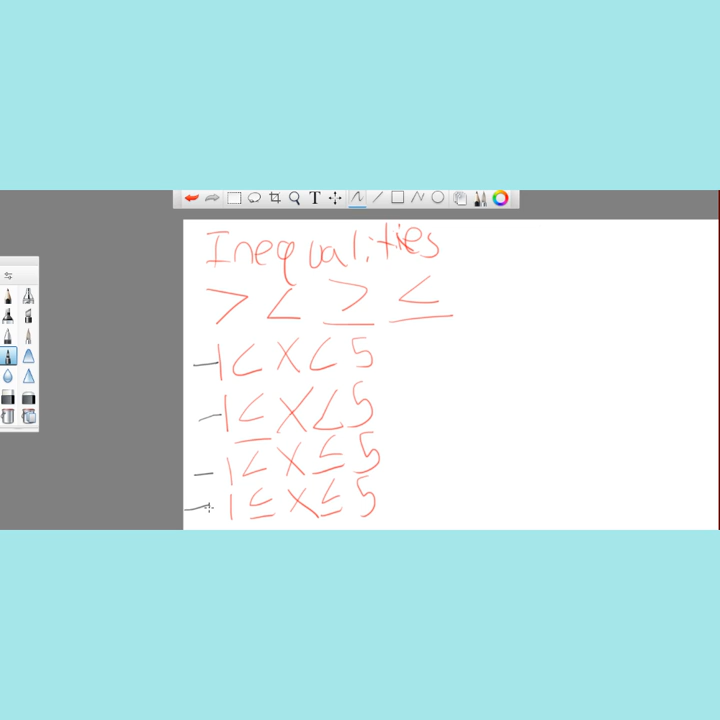 T
Inequalities
> < ≥ ≤
-1 < x < 5
-1 ≤ x < 5
-1 < x ≤ 5
-1 ≤ x ≤ 5